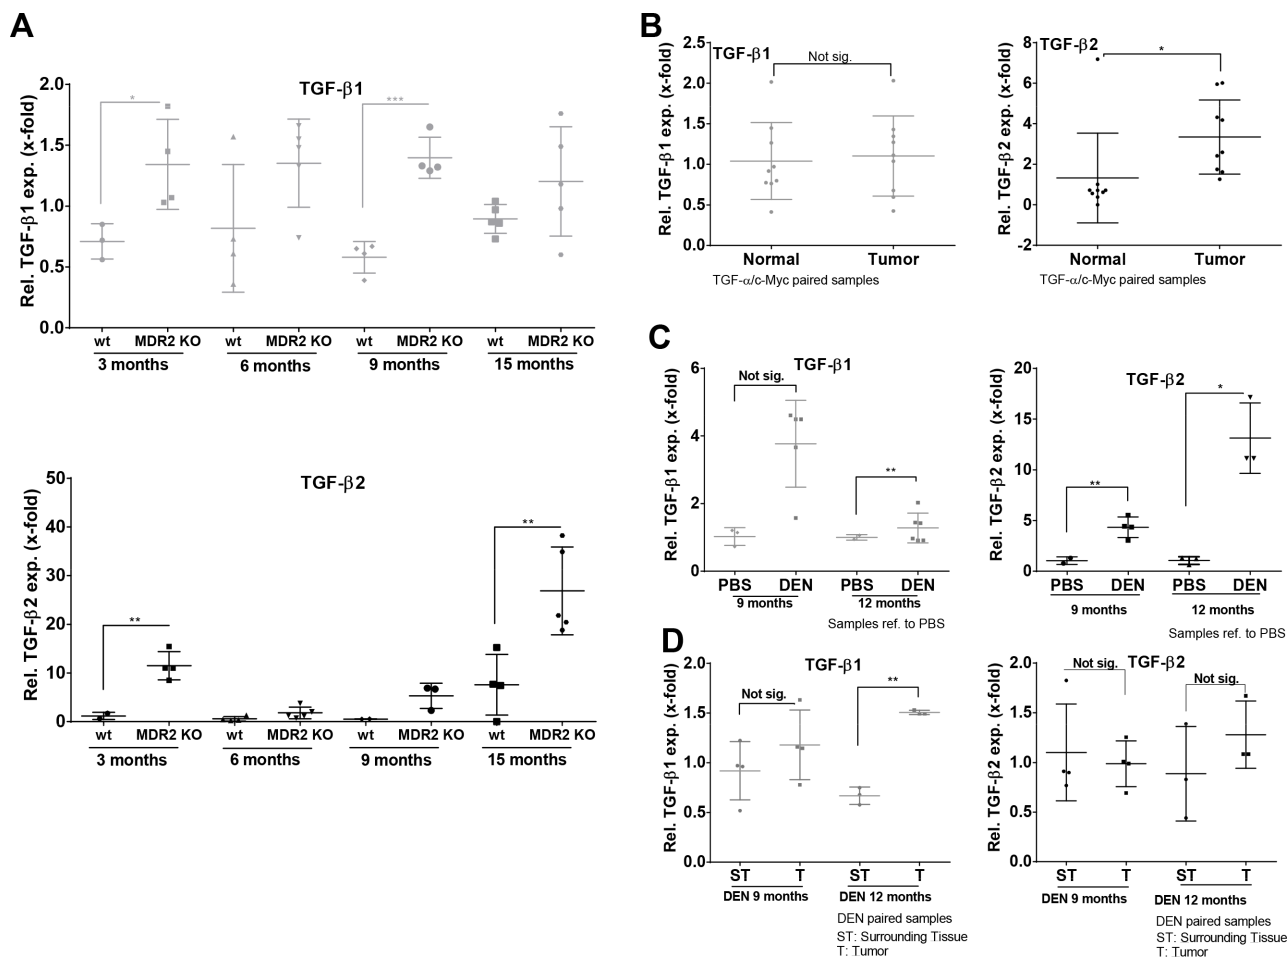 A
TGF-β1
Rel. TGF-β1 exp. (x-fold)
2.0
1.5
1.0
0.5
0.0
*
***
wt MDR2 KO wt MDR2 KO wt MDR2 KO wt MDR2 KO
3 months 6 months 9 months 15 months
TGF-β2
Rel. TGF-β2 exp. (x-fold)
50
40
30
20
10
0
**
**
wt MDR2 KO wt MDR2 KO wt MDR2 KO wt MDR2 KO
3 months 6 months 9 months 15 months
B
TGF-β1
Rel. TGF-β1 exp. (x-fold)
2.5
2.0
1.5
1.0
0.5
0.0
Not sig.
Normal Tumor
TGF-α/c-Myc paired samples
TGF-β2
Rel. TGF-β2 exp. (x-fold)
8
6
4
2
0
-2
*
Normal Tumor
TGF-α/c-Myc paired samples
C
TGF-β1
Rel. TGF-β1 exp. (x-fold)
6
4
2
0
Not sig.
**
PBS DEN PBS DEN
9 months 12 months
Samples ref. to PBS
TGF-β2
Rel. TGF-β2 exp. (x-fold)
20
15
10
5
0
**
*
PBS DEN PBS DEN
9 months 12 months
Samples ref. to PBS
D
TGF-β1
Rel. TGF-β1 exp. (x-fold)
2.0
1.5
1.0
0.5
0.0
Not sig.
**
ST T ST T
DEN 9 months DEN 12 months
DEN paired samples
ST: Surrounding Tissue
T: Tumor
TGF-β2
Rel. TGF-β2 exp. (x-fold)
2.0
1.5
1.0
0.5
0.0
Not sig.
Not sig.
ST T ST T
DEN 9 months DEN 12 months
DEN paired samples
ST: Surrounding Tissue
T: Tumor